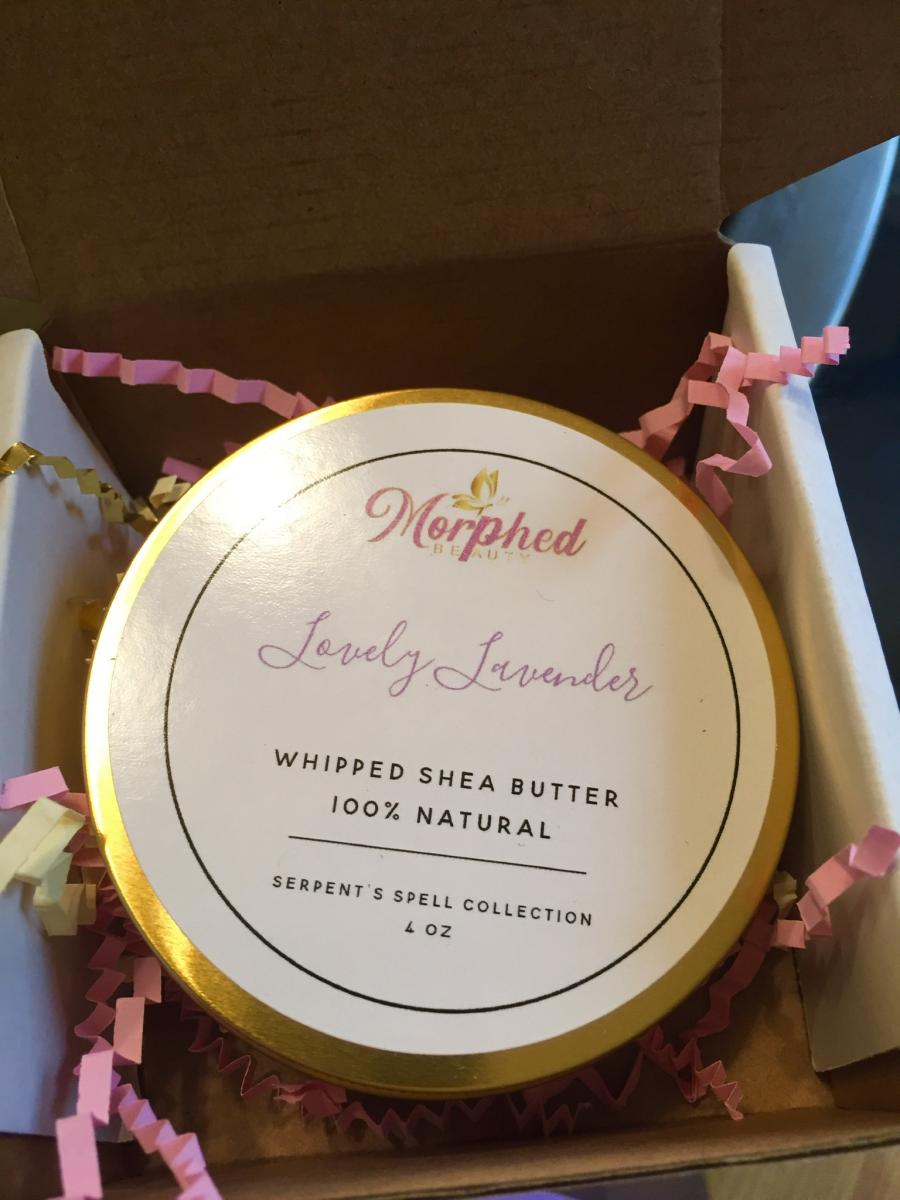 Morphed
BEAUTY
Lovely Lavender
WHIPPED SHEA BUTTER
100% NATURAL
SERPENT'S SPELL COLLECTION
4 OZ